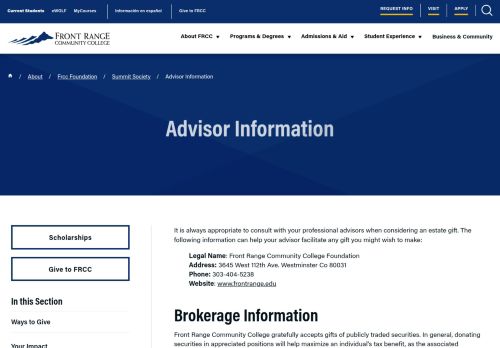 Current Students eWOLF MyCourses Información en español Give to FRCC REQUEST INFO VISIT APPLY
FRONT RANGE
COMMUNITY COLLEGE
About FRCC Programs & Degrees Admissions & Aid Student Experience Business & Community
/ About / Frcc Foundation / Summit Society / Advisor Information
Advisor Information
Scholarships
Give to FRCC
In this Section
Ways to Give
Your Impact
It is always appropriate to consult with your professional advisors when considering an estate gift. The
following information can help your advisor facilitate any gift you might wish to make:
Legal Name: Front Range Community College Foundation
Address: 3645 West 112th Ave. Westminster Co 80031
Phone: 303-404-5238
Website: www.frontrange.edu
Brokerage Information
Front Range Community College gratefully accepts gifts of publicly traded securities. In general, donating
securities in appreciated positions will help maximize an individual's tax benefit, as the associated